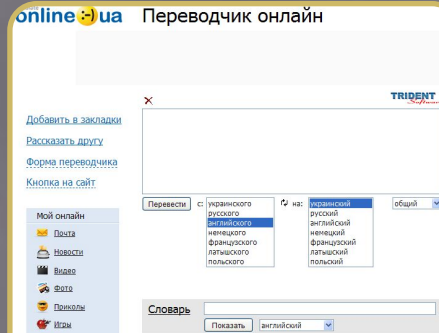 online :-) ua Переводчик онлайн
TRIDENT
Software
Добавить в закладки
Рассказать другу
Форма переводчика
Кнопка на сайт
Перевести с: украинского на: украинский общий
русского русский
английского английский
немецкого немецкий
французского французский
латышского латышский
польского польский
Мой онлайн
Почта
Новости
Видео
Фото
Приколы
Игры
Словарь
Показать английский